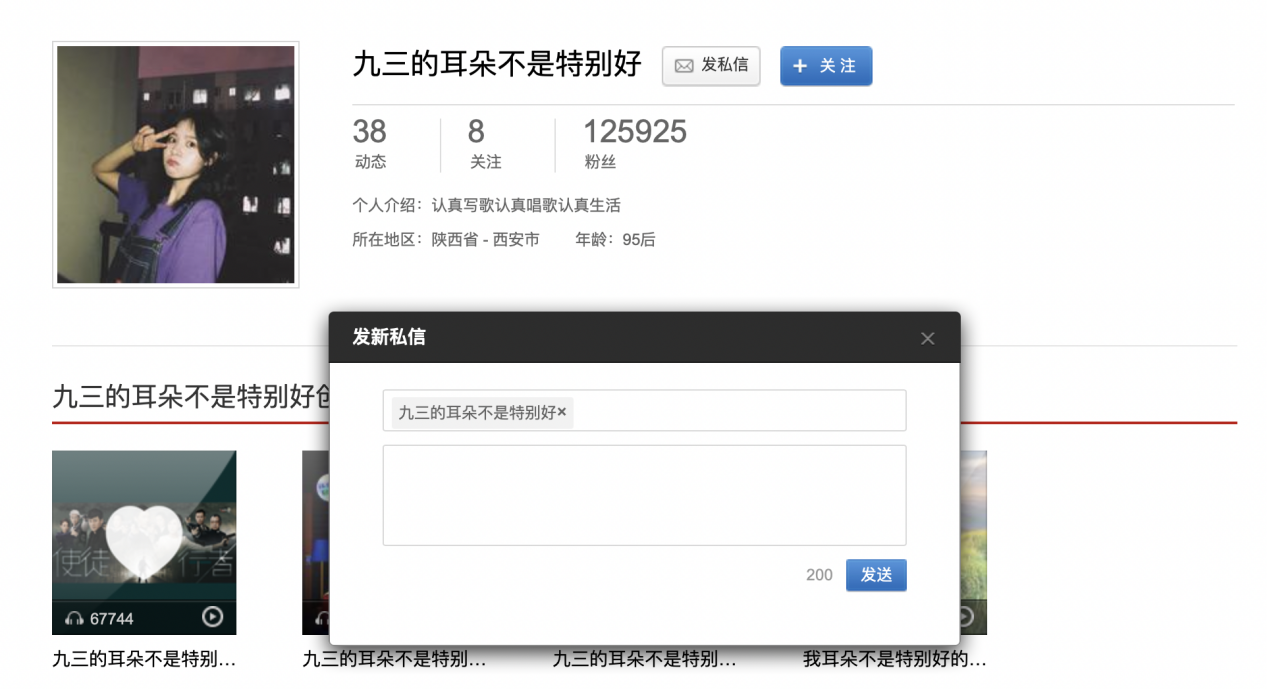 九三的耳朵不是特别好 发私信 + 关注
38 8 125925
动态 关注 粉丝
个人介绍：认真写歌认真唱歌认真生活
所在地区：陕西省 - 西安市 年龄：95后
发新私信 ×
九三的耳朵不是特别好
九三的耳朵不是特别好×
使徒行者
200 发送
67744
九三的耳朵不是特别... 九三的耳朵不是特别... 九三的耳朵不是特别... 我耳朵不是特别好的...